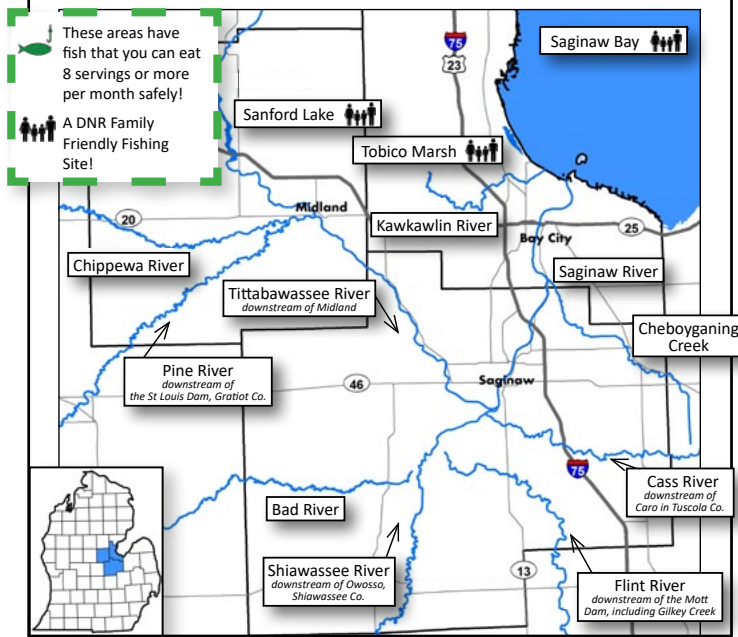 These areas have
fish that you can eat
8 servings or more
per month safely!
A DNR Family
Friendly Fishing
Site!
75
23
Saginaw Bay
Sanford Lake
Tobico Marsh
Midland
20
Kawkawlin River
25
Bay City
Chippewa River
Saginaw River
Tittabawassee River
downstream of Midland
Cheboyganing
Creek
Pine River
downstream of
the St Louis Dam, Gratiot Co.
46
Saginaw
75
Cass River
downstream of
Caro in Tuscola Co.
Bad River
Shiawassee River
downstream of Owosso,
Shiawassee Co.
13
Flint River
downstream of the Mott
Dam, including Gilkey Creek